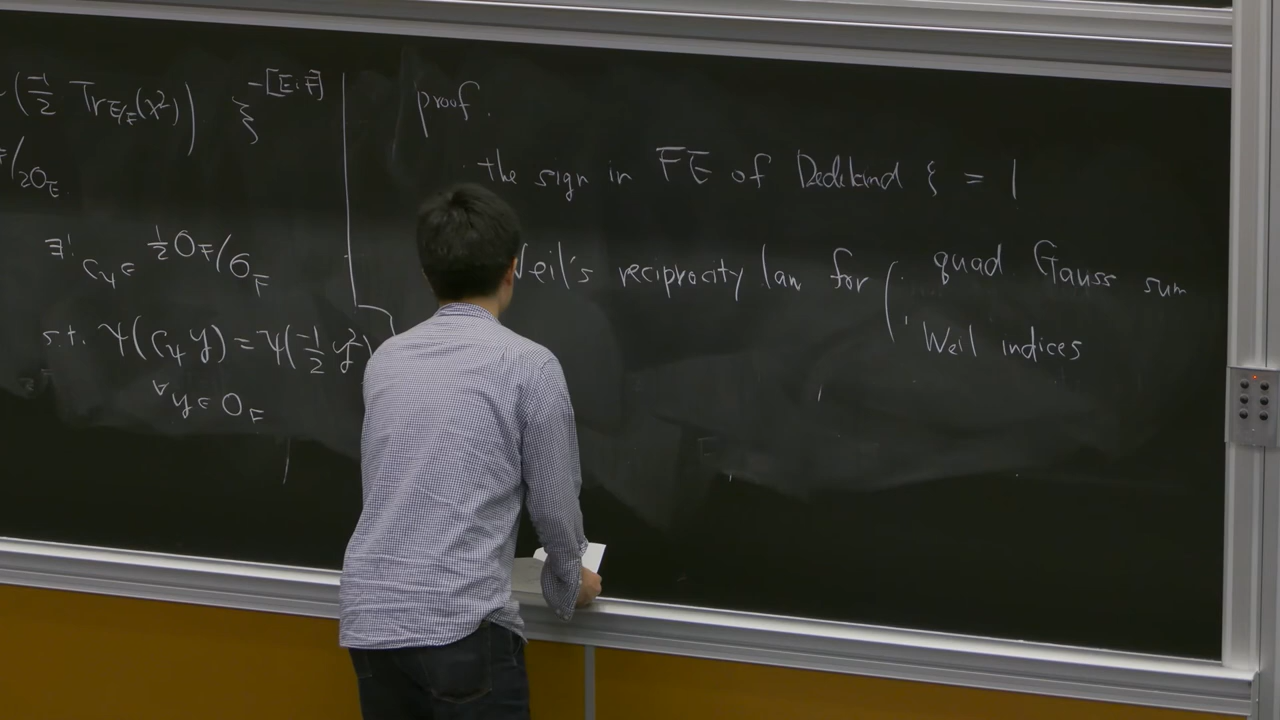 (-1/2 Tr_{E/F}(x²)) ξ^{-[E:F]}
F/2O_E.
∃! c_ψ ∈ 1/2 O_F/O_F
s.t. ψ(c_ψ y) = ψ(-1/2 y²)
∀y ∈ O_F
proof.
· the sign in FE of Dedekind ξ = 1
Weil's reciprocity law for ( · quad Gauss sum
· Weil indices